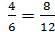 4/6 = 8/12